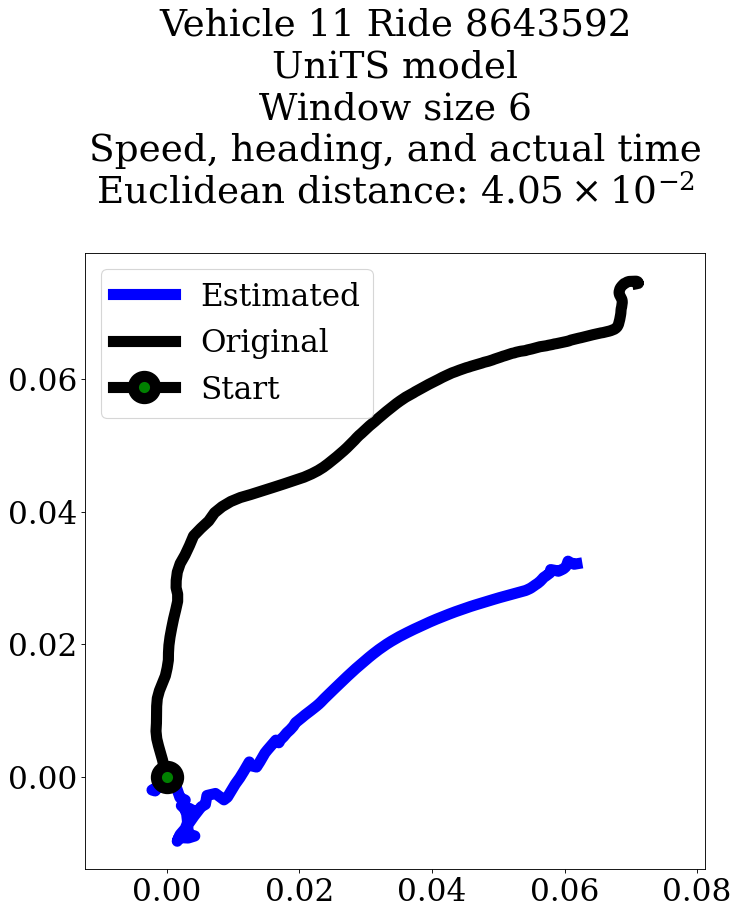 Vehicle 11 Ride 8643592
UniTS model
Window size 6
Speed, heading, and actual time
Euclidean distance: 4.05 × 10⁻²
Estimated
Original
Start
0.06
0.04
0.02
0.00
0.00 0.02 0.04 0.06 0.08